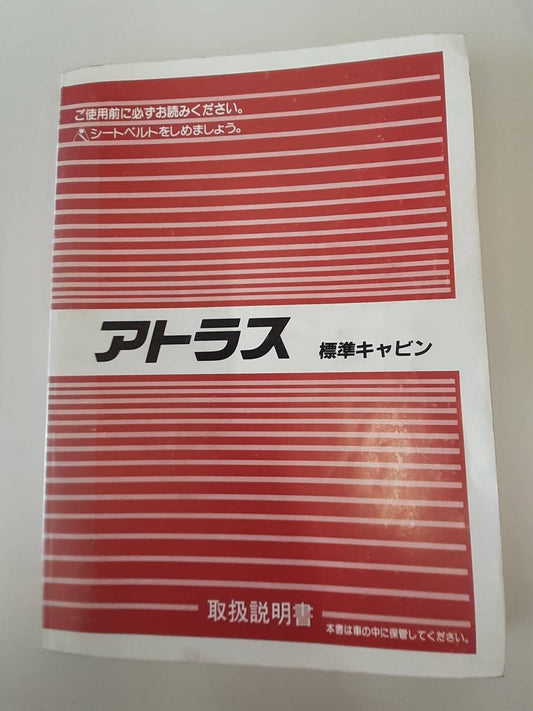 ご使用前に必ずお読みください。
シートベルトをしめましょう。
アトラス 標準キャビン
取扱説明書
本書は車の中に保管してください。